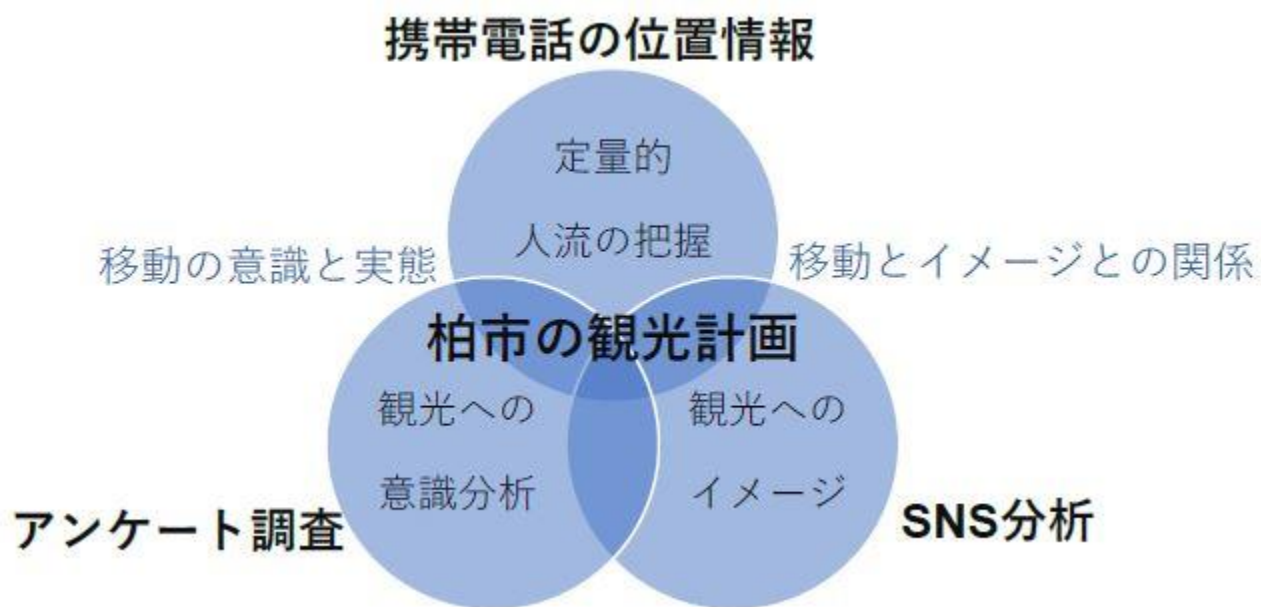 携帯電話の位置情報
定量的
人流の把握
移動の意識と実態
移動とイメージとの関係
柏市の観光計画
観光への
意識分析
観光への
イメージ
アンケート調査
SNS分析